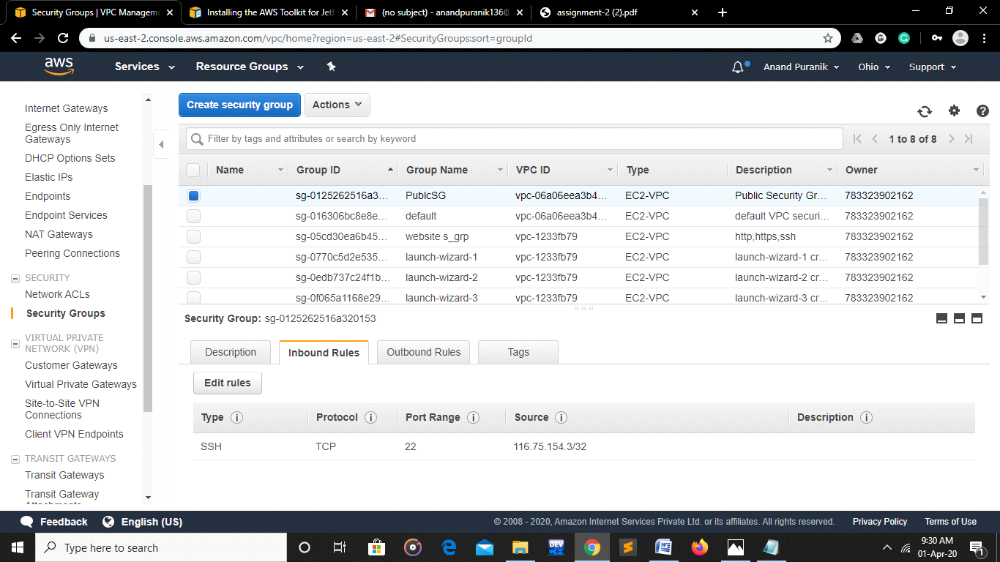 Security Groups | VPC Manageme
Installing the AWS Toolkit for JetB
(no subject) - anandpuranik136@
assignment-2 (2).pdf
us-east-2.console.aws.amazon.com/vpc/home?region=us-east-2#SecurityGroups:sort=groupId
aws Services Resource Groups Anand Puranik Ohio Support
Internet Gateways
Egress Only Internet
Gateways
DHCP Options Sets
Elastic IPs
Endpoints
Endpoint Services
NAT Gateways
Peering Connections
SECURITY
Network ACLs
Security Groups
VIRTUAL PRIVATE
NETWORK (VPN)
Customer Gateways
Virtual Private Gateways
Site-to-Site VPN
Connections
Client VPN Endpoints
TRANSIT GATEWAYS
Transit Gateways
Transit Gateway
Attachments
Create security group Actions
Filter by tags and attributes or search by keyword 1 to 8 of 8
Name Group ID Group Name VPC ID Type Description Owner
sg-0125262516a3... PublcSG vpc-06a06eea3b4... EC2-VPC Public Security Gr... 783323902162
sg-016306bc8e8e... default vpc-06a06eea3b4... EC2-VPC default VPC securi... 783323902162
sg-05cd30ea6b45... website s_grp vpc-1233fb79 EC2-VPC http,https,ssh 783323902162
sg-0770c5d2e535... launch-wizard-1 vpc-1233fb79 EC2-VPC launch-wizard-1 cr... 783323902162
sg-0edb737c24f1b... launch-wizard-2 vpc-1233fb79 EC2-VPC launch-wizard-2 cr... 783323902162
sg-0f065a1168e29... launch-wizard-3 vpc-1233fb79 EC2-VPC launch-wizard-3 cr... 783323902162
Security Group: sg-0125262516a320153
Description Inbound Rules Outbound Rules Tags
Edit rules
Type Protocol Port Range Source Description
SSH TCP 22 116.75.154.3/32
Feedback English (US) © 2008 - 2020, Amazon Internet Services Private Ltd. or its affiliates. All rights reserved. Privacy Policy Terms of Use
Type here to search
DEV
9:30 AM
01-Apr-20
1